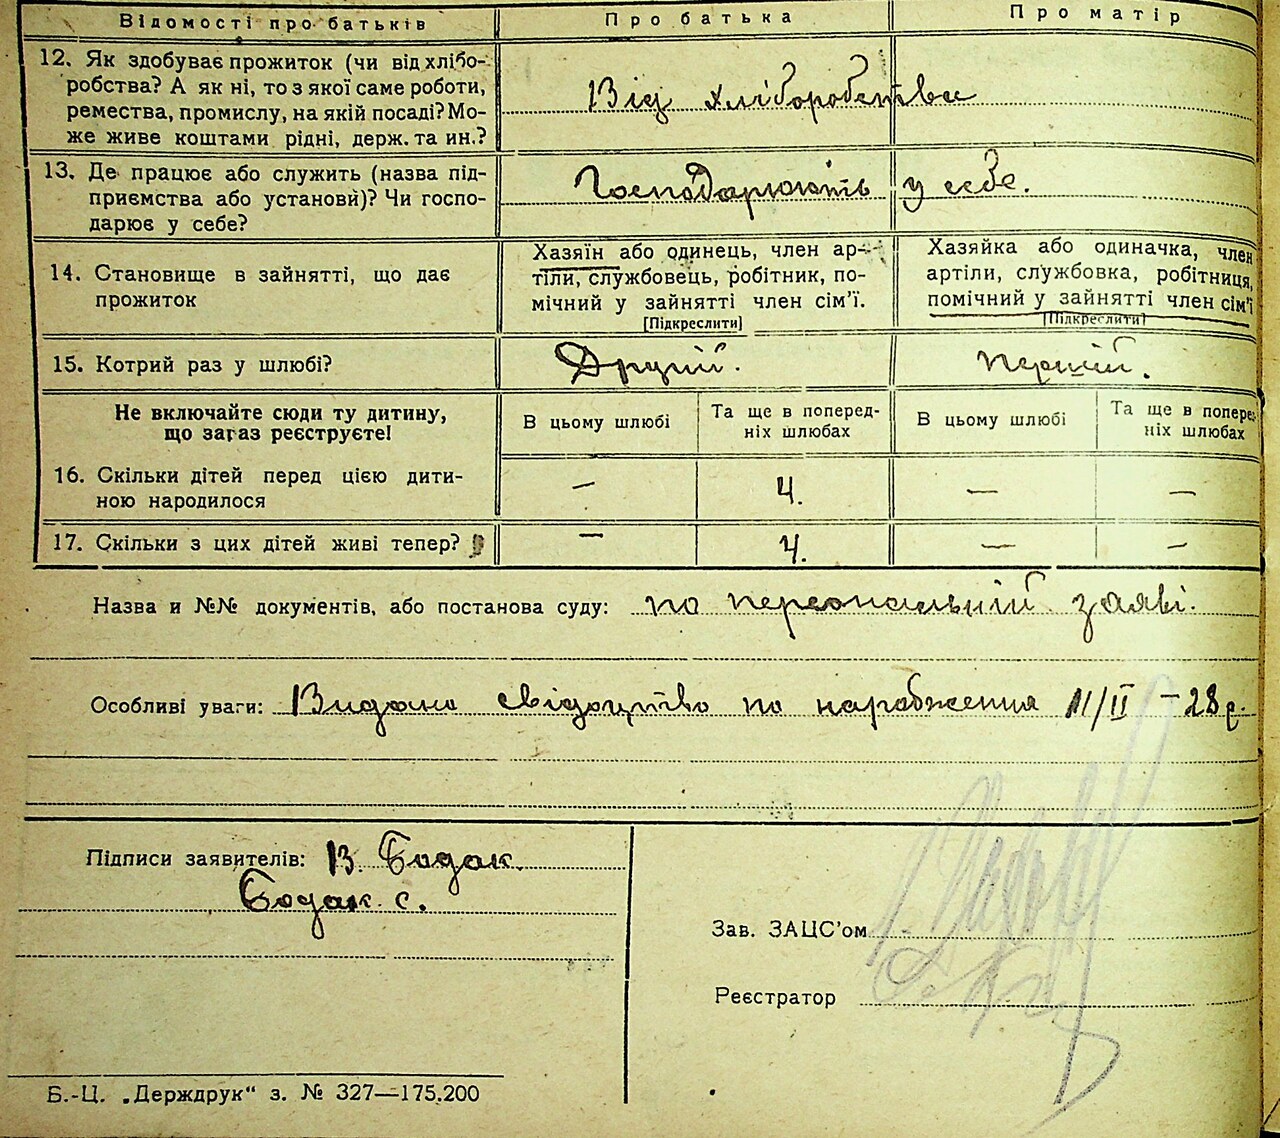 Відомості про батьків Про батька Про матір
12. Як здобуває прожиток (чи від хлібо-
робства? А як ні, то з якої саме роботи,
ремества, промислу, на якій посаді? Мо-
же живе коштами рідні, держ. та ин.?
Від хліборобства
13. Де працює або служить (назва під-
приємства або установи)? Чи госпо-
дарює у себе?
Господарюють у себе.
14. Становище в зайнятті, що дає
прожиток
Хазяїн або одинець, член ар-
тіли, службовець, робітник, по-
мічний у зайнятті член сім'ї.
[Підкреслити]
Хазяйка або одиначка, член
артіли, службовка, робітниця,
помічний у зайнятті член сім'ї
[Підкреслити]
15. Котрий раз у шлюбі? Другий. перший.
Не включайте сюди ту дитину,
що зараз реєструєте!
В цьому шлюбі
Та ще в поперед-
ніх шлюбах
В цьому шлюбі
Та ще в поперед-
ніх шлюбах
16. Скільки дітей перед цією дити-
ною народилося
— 4. — —
17. Скільки з цих дітей живі тепер? — 4. — —
Назва и №№ документів, або постанова суду: по персональній заяві.
Особливі уваги: Видано свідоцтво по народження 11/II – 28 р.
Підписи заявителів: В. Бодак
Бодак с.
Зав. ЗАЦС'ом
Реєстратор
Б.-Ц. „Держдрук“ з. № 327—175.200